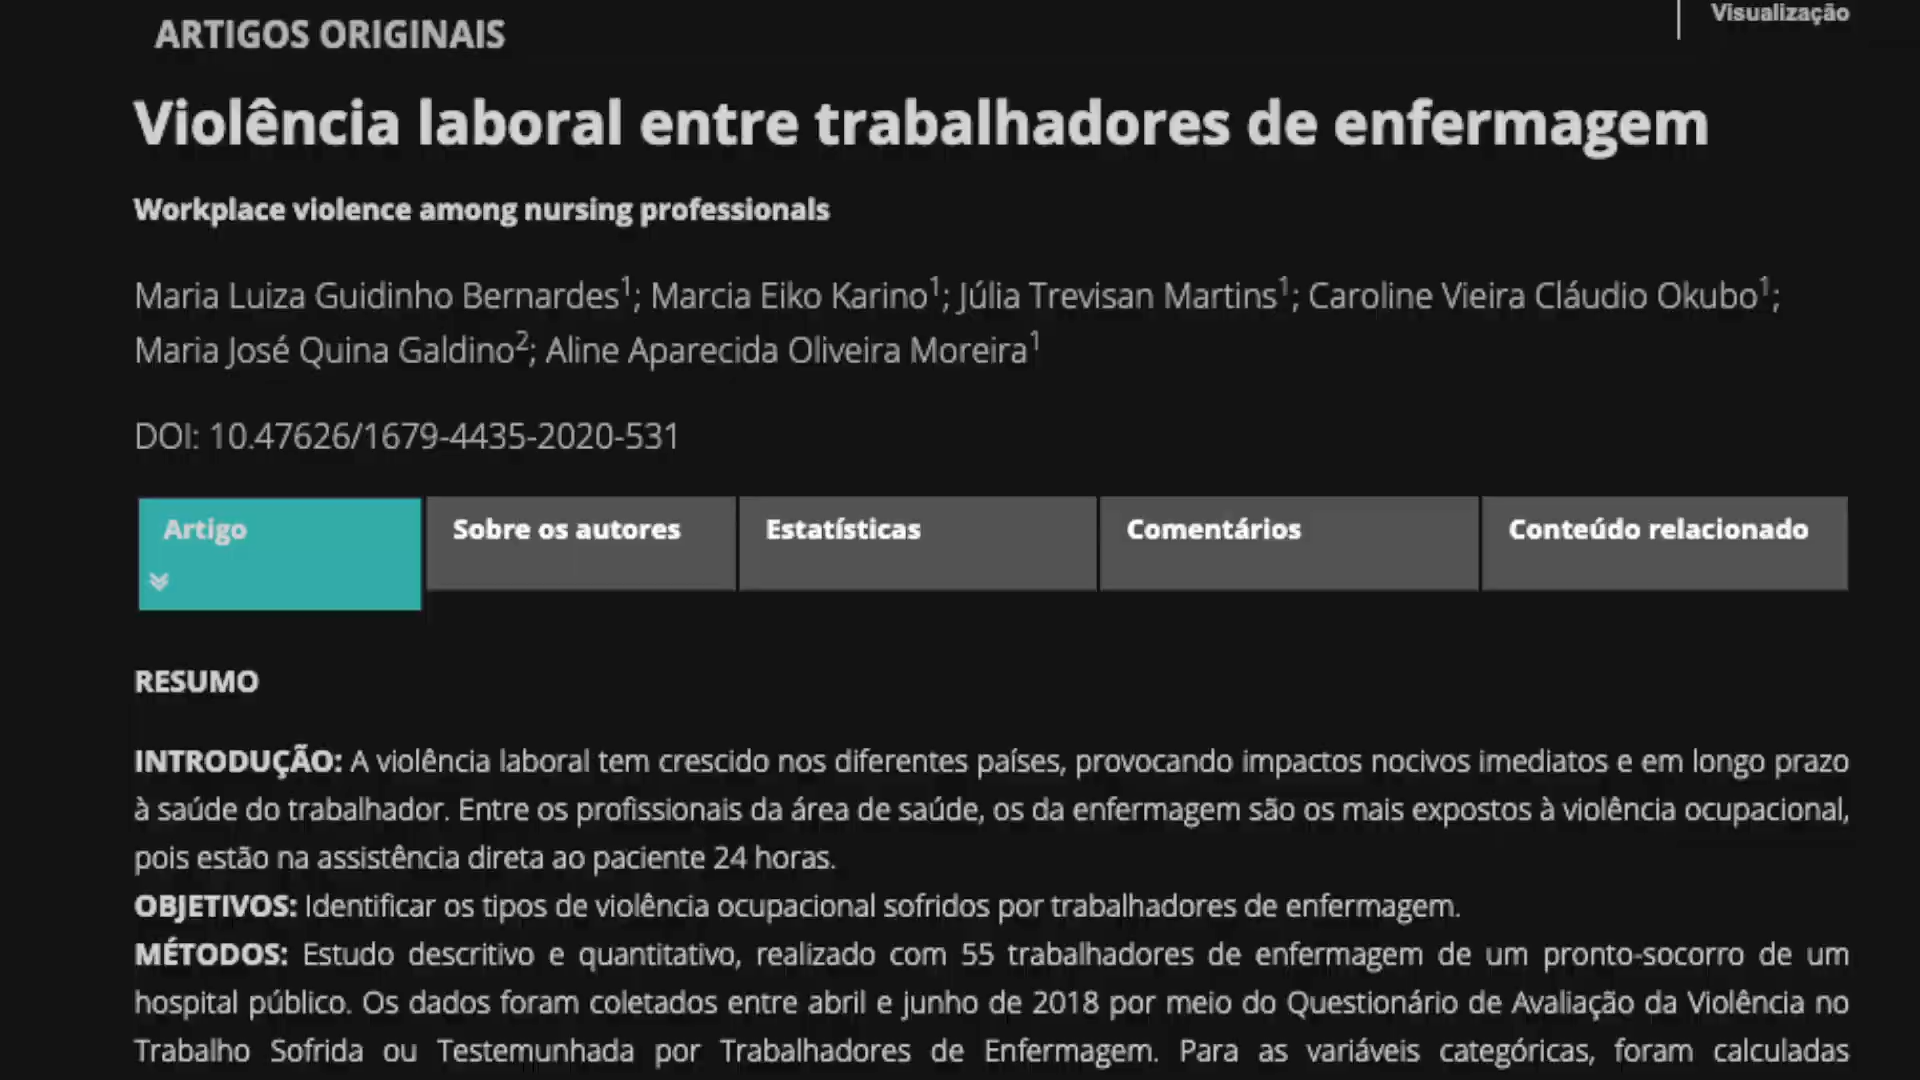 Visualização
ARTIGOS ORIGINAIS
Violência laboral entre trabalhadores de enfermagem
Workplace violence among nursing professionals
Maria Luiza Guidinho Bernardes1; Marcia Eiko Karino1; Júlia Trevisan Martins1; Caroline Vieira Cláudio Okubo1;
Maria José Quina Galdino2; Aline Aparecida Oliveira Moreira1
DOI: 10.47626/1679-4435-2020-531
Artigo
Sobre os autores
Estatísticas
Comentários
Conteúdo relacionado
RESUMO
INTRODUÇÃO: A violência laboral tem crescido nos diferentes países, provocando impactos nocivos imediatos e em longo prazo
à saúde do trabalhador. Entre os profissionais da área de saúde, os da enfermagem são os mais expostos à violência ocupacional,
pois estão na assistência direta ao paciente 24 horas.
OBJETIVOS: Identificar os tipos de violência ocupacional sofridos por trabalhadores de enfermagem.
MÉTODOS: Estudo descritivo e quantitativo, realizado com 55 trabalhadores de enfermagem de um pronto-socorro de um
hospital público. Os dados foram coletados entre abril e junho de 2018 por meio do Questionário de Avaliação da Violência no
Trabalho Sofrida ou Testemunhada por Trabalhadores de Enfermagem. Para as variáveis categóricas, foram calculadas